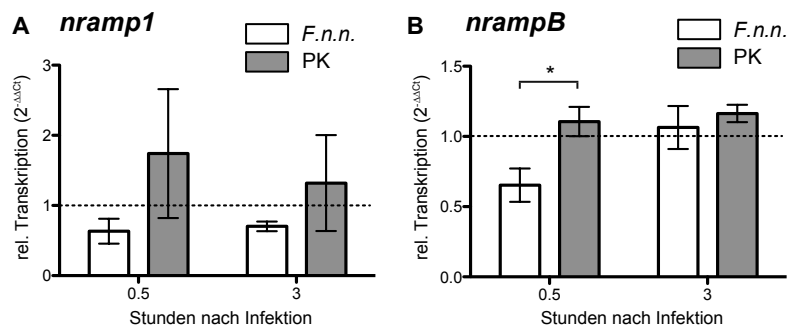 A nramp1
F.n.n.
PK
rel. Transkription (2-ΔΔCt)
3
2
1
0
0.5 3
Stunden nach Infektion
B nrampB
F.n.n.
PK
rel. Transkription (2-ΔΔCt)
1.5
1.0
0.5
0.0
*
0.5 3
Stunden nach Infektion